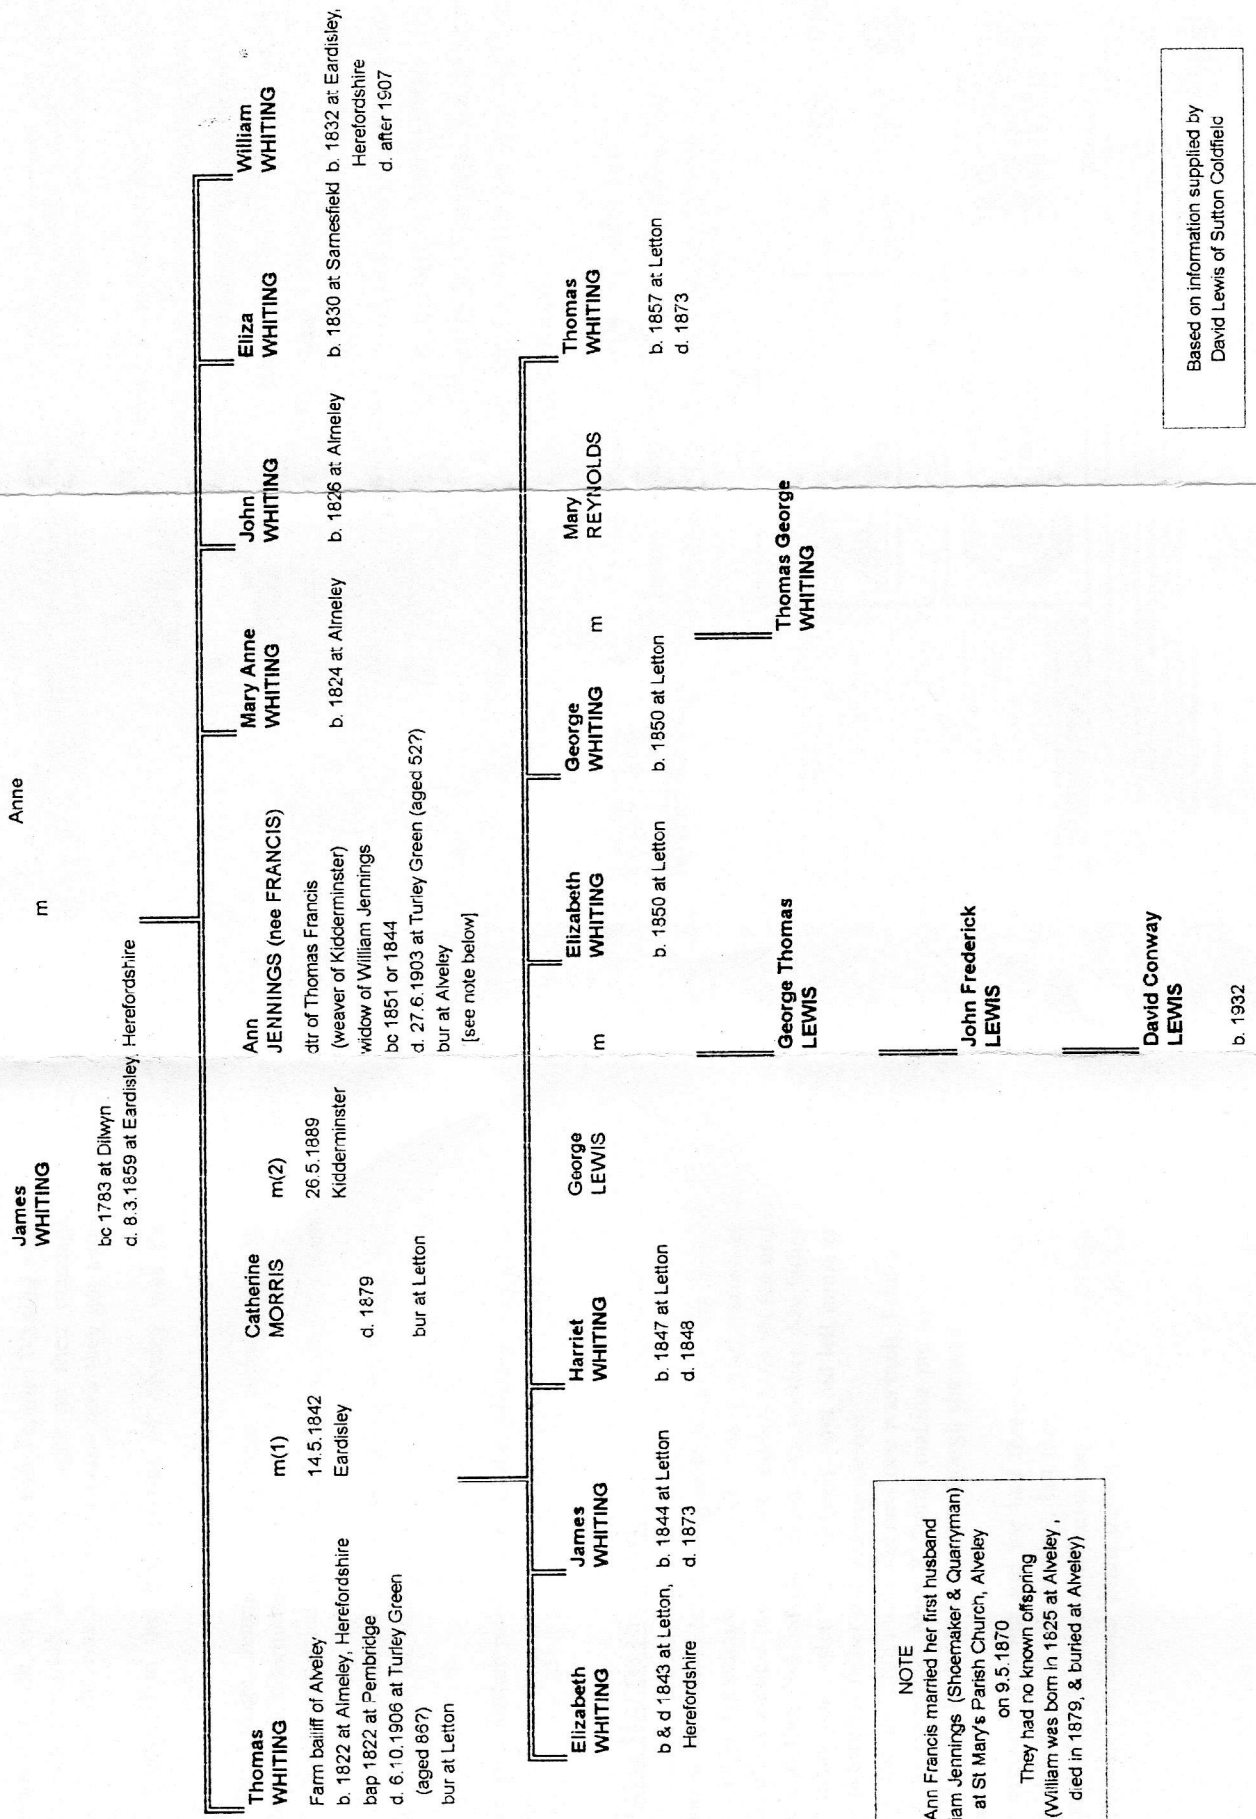 James
WHITING
m
Anne
bc 1783 at Dilwyn
d. 8.3.1859 at Eardisley, Herefordshire
Thomas
WHITING
m(1)
Catherine
MORRIS
m(2)
Ann
JENNINGS (nee FRANCIS)
Mary Anne
WHITING
John
WHITING
Eliza
WHITING
William
WHITING
Farm bailiff of Alveley
b. 1822 at Almeley, Herefordshire
bap 1822 at Pembridge
d. 6.10.1906 at Turley Green
(aged 86?)
bur at Letton
14.5.1842
Eardisley
d. 1879
bur at Letton
26.5.1889
Kidderminster
dtr of Thomas Francis
(weaver of Kidderminster)
widow of William Jennings
bc 1851 or 1844
d. 27.6.1903 at Turley Green (aged 52?)
bur at Alveley
[see note below]
b. 1824 at Almeley
b. 1826 at Almeley
b. 1830 at Sarnesfield
b. 1832 at Eardisley,
Herefordshire
d. after 1907
Elizabeth
WHITING
James
WHITING
Harriet
WHITING
George
LEWIS
m
Elizabeth
WHITING
George
WHITING
m
Mary
REYNOLDS
Thomas
WHITING
b & d 1843 at Letton,
Herefordshire
b. 1844 at Letton
d. 1873
b. 1847 at Letton
d. 1848
b. 1850 at Letton
b. 1850 at Letton
b. 1857 at Letton
d. 1873
George Thomas
LEWIS
Thomas George
WHITING
John Frederick
LEWIS
David Conway
LEWIS
b. 1932
NOTE
Ann Francis married her first husband
Jennings (Shoemaker & Quarryman)
at St Mary's Parish Church, Alveley
on 9.5.1870
They had no known offspring
(William was born in 1825 at Alveley,
died in 1879, & buried at Alveley)
Based on information supplied by
David Lewis of Sutton Coldfield